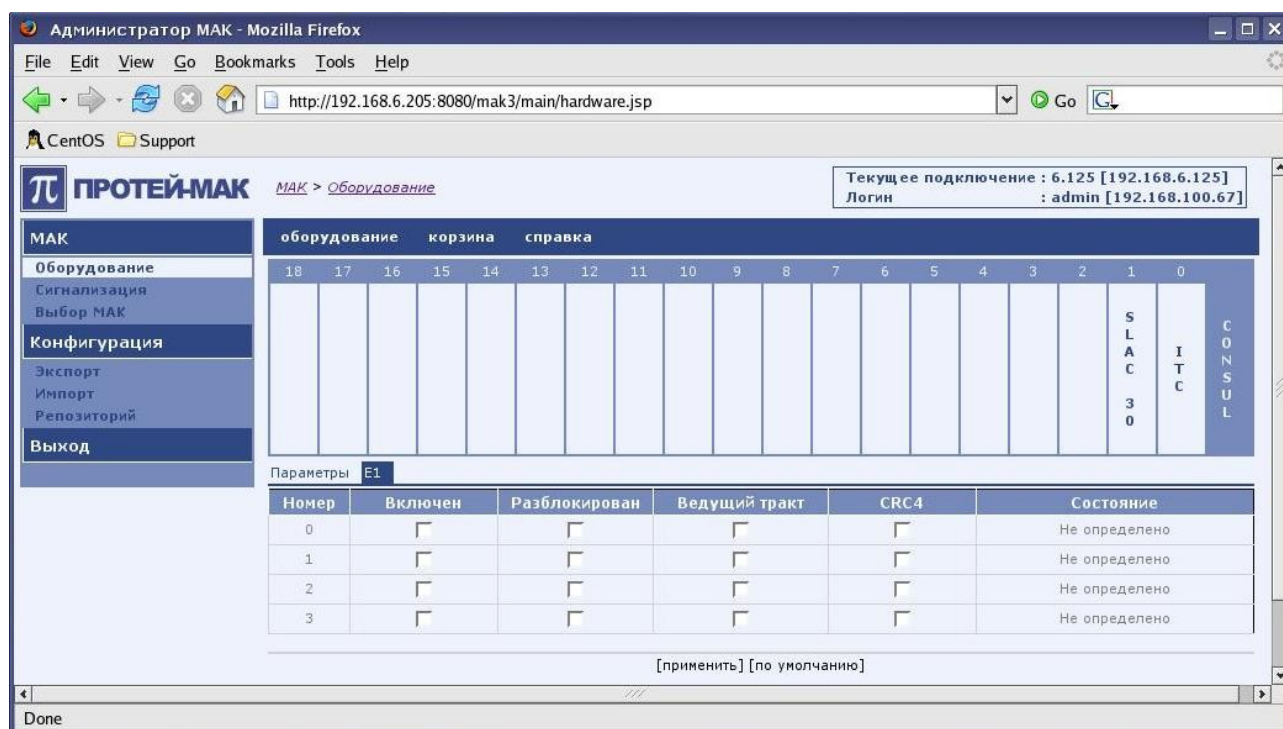 Администратор МАК - Mozilla Firefox
File Edit View Go Bookmarks Tools Help
http://192.168.6.205:8080/mak3/main/hardware.jsp Go G
CentOS Support
π ПРОТЕЙ-МАК
МАК > Оборудование
Текущее подключение : 6.125 [192.168.6.125]
Логин : admin [192.168.100.67]
МАК
Оборудование
Сигнализация
Выбор МАК
Конфигурация
Экспорт
Импорт
Репозиторий
Выход
оборудование корзина справка
18 17 16 15 14 13 12 11 10 9 8 7 6 5 4 3 2 1 0
SLAC 30
ITC
CONSUL
Параметры E1
Номер Включен Разблокирован Ведущий тракт CRC4 Состояние
0 Не определено
1 Не определено
2 Не определено
3 Не определено
[применить] [по умолчанию]
Done